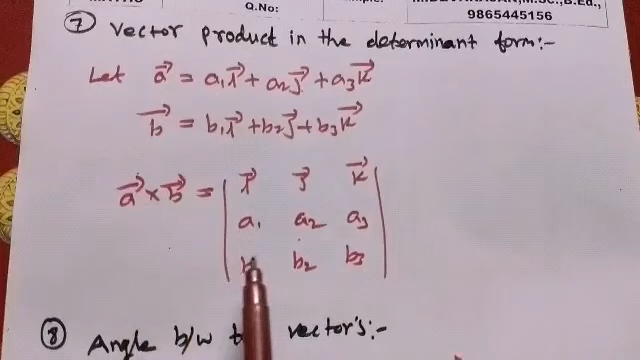 Q.No:
9865445156
⑦ Vector product in the determinant form:-
Let a⃗ = a₁i⃗ + a₂j⃗ + a₃k⃗
b⃗ = b₁i⃗ + b₂j⃗ + b₃k⃗
a⃗ × b⃗ = | i⃗ j⃗ k⃗ |
| a₁ a₂ a₃ |
| b₂ b₃ |
⑧ Angle b/w vector's:-